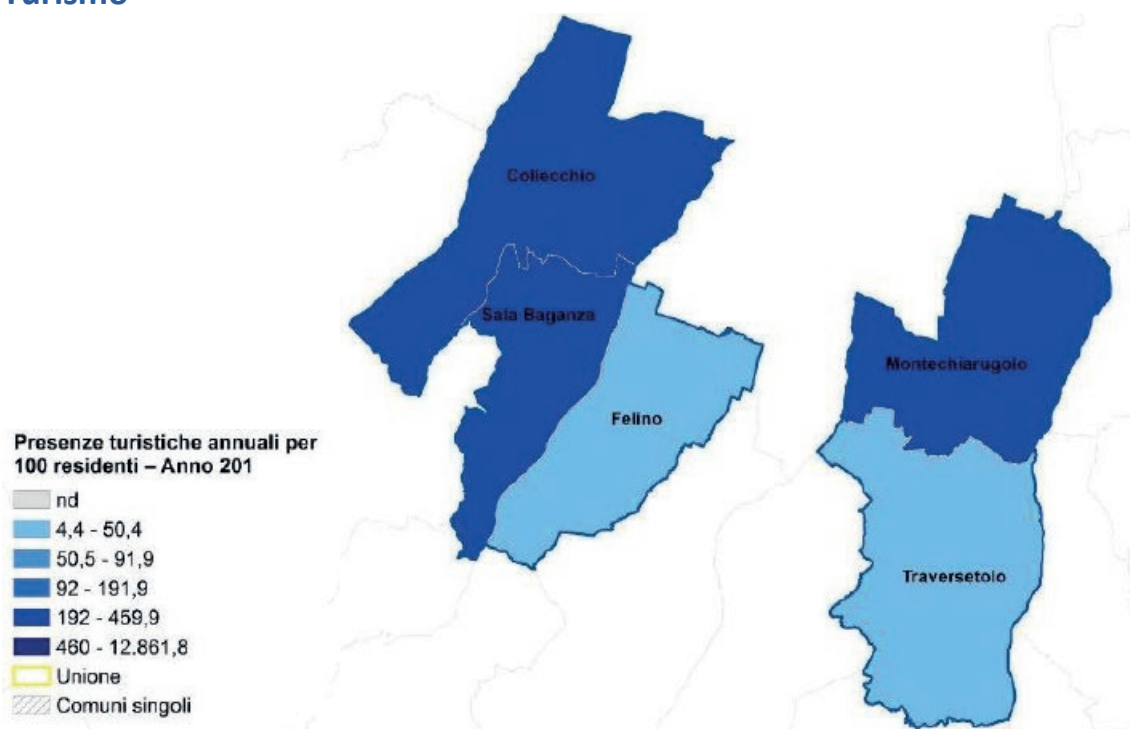 Turismo
Collecchio
Sala Baganza
Felino
Montechiarugolo
Traversetolo
Presenze turistiche annuali per
100 residenti – Anno 201
nd
4,4 - 50,4
50,5 - 91,9
92 - 191,9
192 - 459,9
460 - 12.861,8
Unione
Comuni singoli